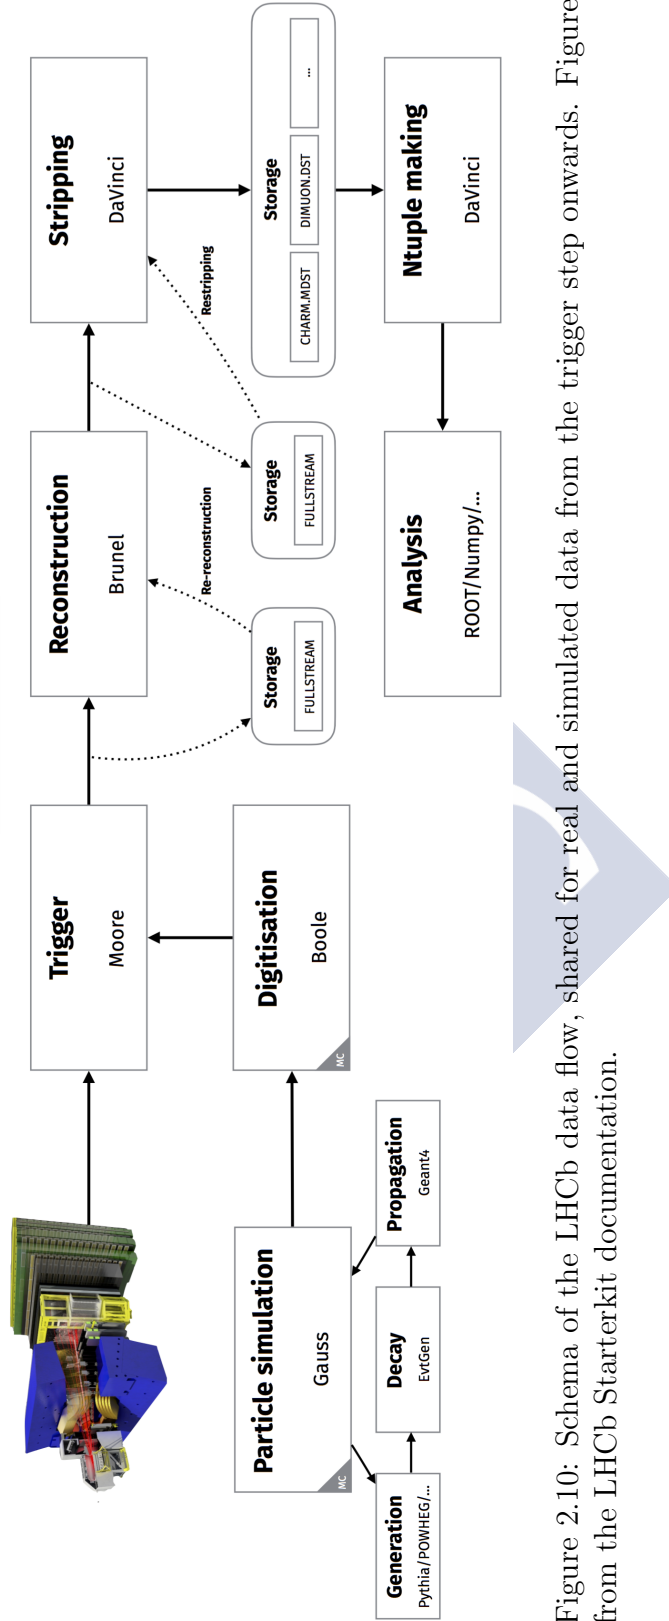 Trigger
Moore
Reconstruction
Brunel
Stripping
DaVinci
Re-reconstruction
Restripping
Particle simulation
Gauss
MC
Digitisation
Boole
MC
Storage
FULLSTREAM
Storage
FULLSTREAM
Storage
CHARM.MDST
DIMUON.DST
...
Generation
Pythia/POWHEG/...
Decay
EvtGen
Propagation
Geant4
Analysis
ROOT/Numpy/...
Ntuple making
DaVinci
Figure 2.10: Schema of the LHCb data flow, shared for real and simulated data from the trigger step onwards. Figure
from the LHCb Starterkit documentation.